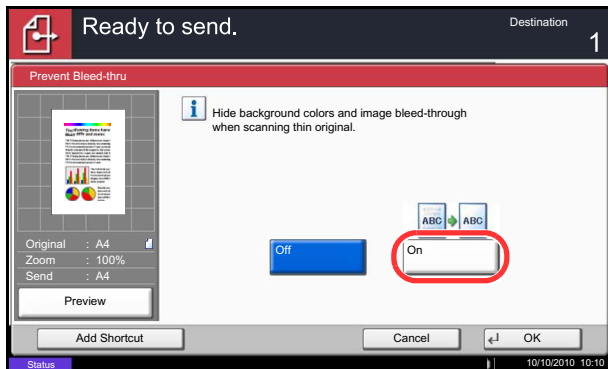 Ready to send.
Destination
1
Prevent Bleed-thru
Hide background colors and image bleed-through
when scanning thin original.
ABC ABC
Off
On
Original : A4
Zoom : 100%
Send : A4
Preview
Add Shortcut
Cancel
OK
Status
10/10/2010 10:10